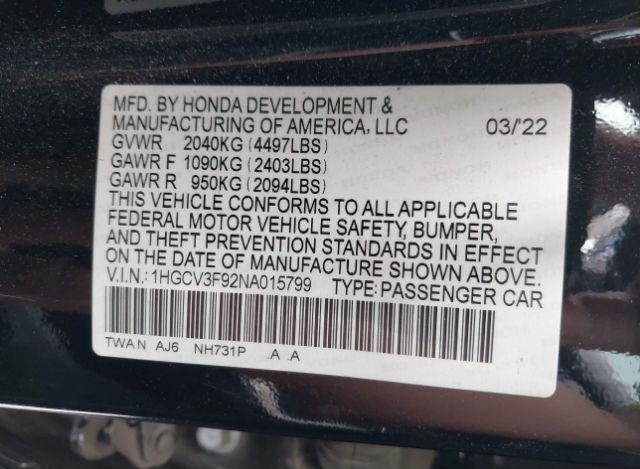 MFD. BY HONDA DEVELOPMENT &
MANUFACTURING OF AMERICA, LLC 03/'22
GVWR 2040KG (4497LBS)
GAWR F 1090KG (2403LBS)
GAWR R 950KG (2094LBS)
THIS VEHICLE CONFORMS TO ALL APPLICABLE
FEDERAL MOTOR VEHICLE SAFETY, BUMPER,
AND THEFT PREVENTION STANDARDS IN EFFECT
ON THE DATE OF MANUFACTURE SHOWN ABOVE.
V.I.N.: 1HGCV3F92NA015799 TYPE: PASSENGER CAR
TWA N AJ6 NH731P .A .A